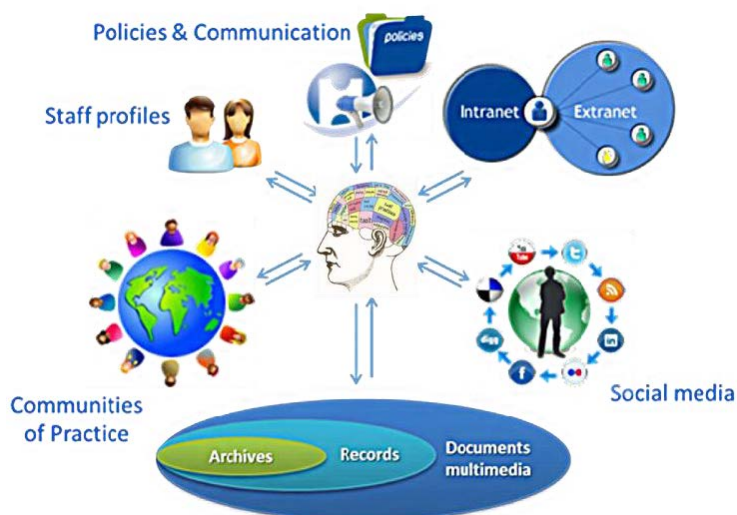 Policies & Communication
policies
Staff profiles
Intranet
Extranet
Communities
of Practice
Social media
Archives
Records
Documents
multimedia